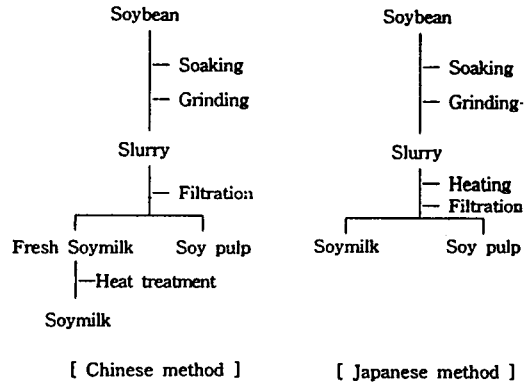 Soybean
Soaking
Grinding
Slurry
Filtration
Fresh Soymilk Soy pulp
Heat treatment
Soymilk
[ Chinese method ]
Soybean
Soaking
Grinding
Slurry
Heating
Filtration
Soymilk Soy pulp
[ Japanese method ]